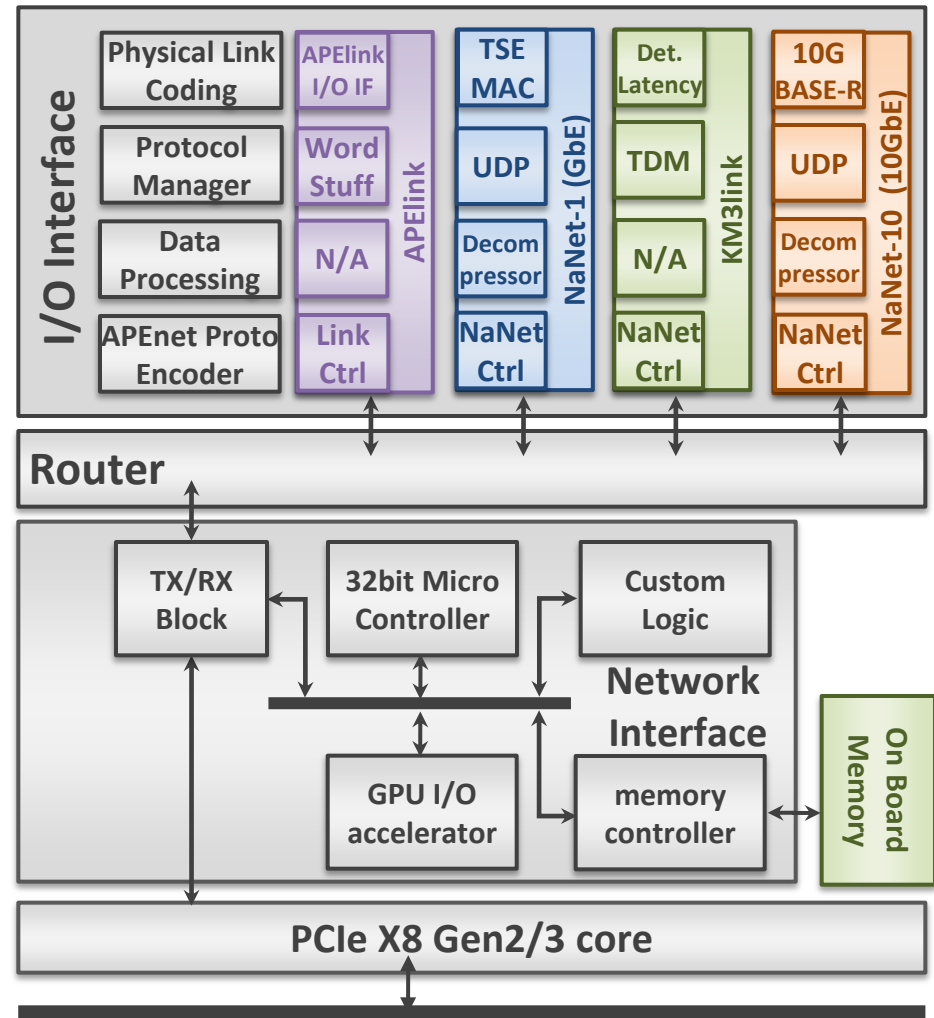 I/O Interface
Physical Link
Coding
Protocol
Manager
Data
Processing
APEnet Proto
Encoder
APElink
I/O IF
Word
Stuff
N/A
Link
Ctrl
APElink
TSE
MAC
UDP
Decom
pressor
NaNet
Ctrl
NaNet-1 (GbE)
Det.
Latency
TDM
N/A
NaNet
Ctrl
KM3link
10G
BASE-R
UDP
Decom
pressor
NaNet
Ctrl
NaNet-10 (10GbE)
Router
TX/RX
Block
32bit Micro
Controller
Custom
Logic
Network
Interface
GPU I/O
accelerator
memory
controller
On Board
Memory
PCIe X8 Gen2/3 core